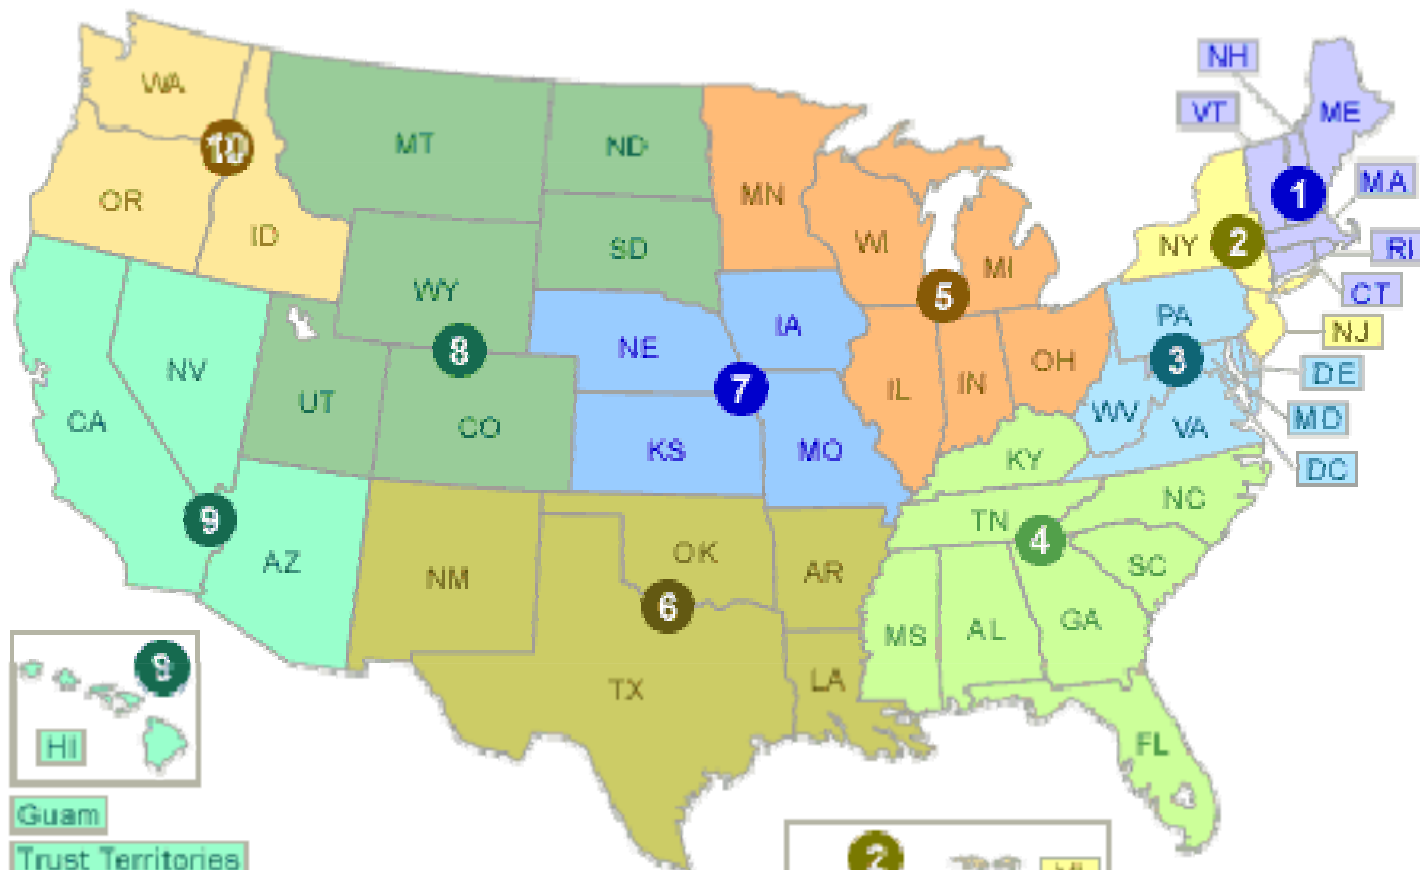 NH
ME
VT
WA
10
MT
ND
MN
MA
1
OR
ID
SD
WI
MI
NY
2
RI
WY
5
CT
8
NE
IA
PA
NJ
NV
7
3
OH
DE
UT
IL
IN
CA
CO
KS
MO
WV
VA
MD
KY
DC
9
TN
NC
4
AZ
NM
OK
AR
SC
6
MS
AL
GA
9
TX
LA
HI
FL
Guam
Trust Territories
2